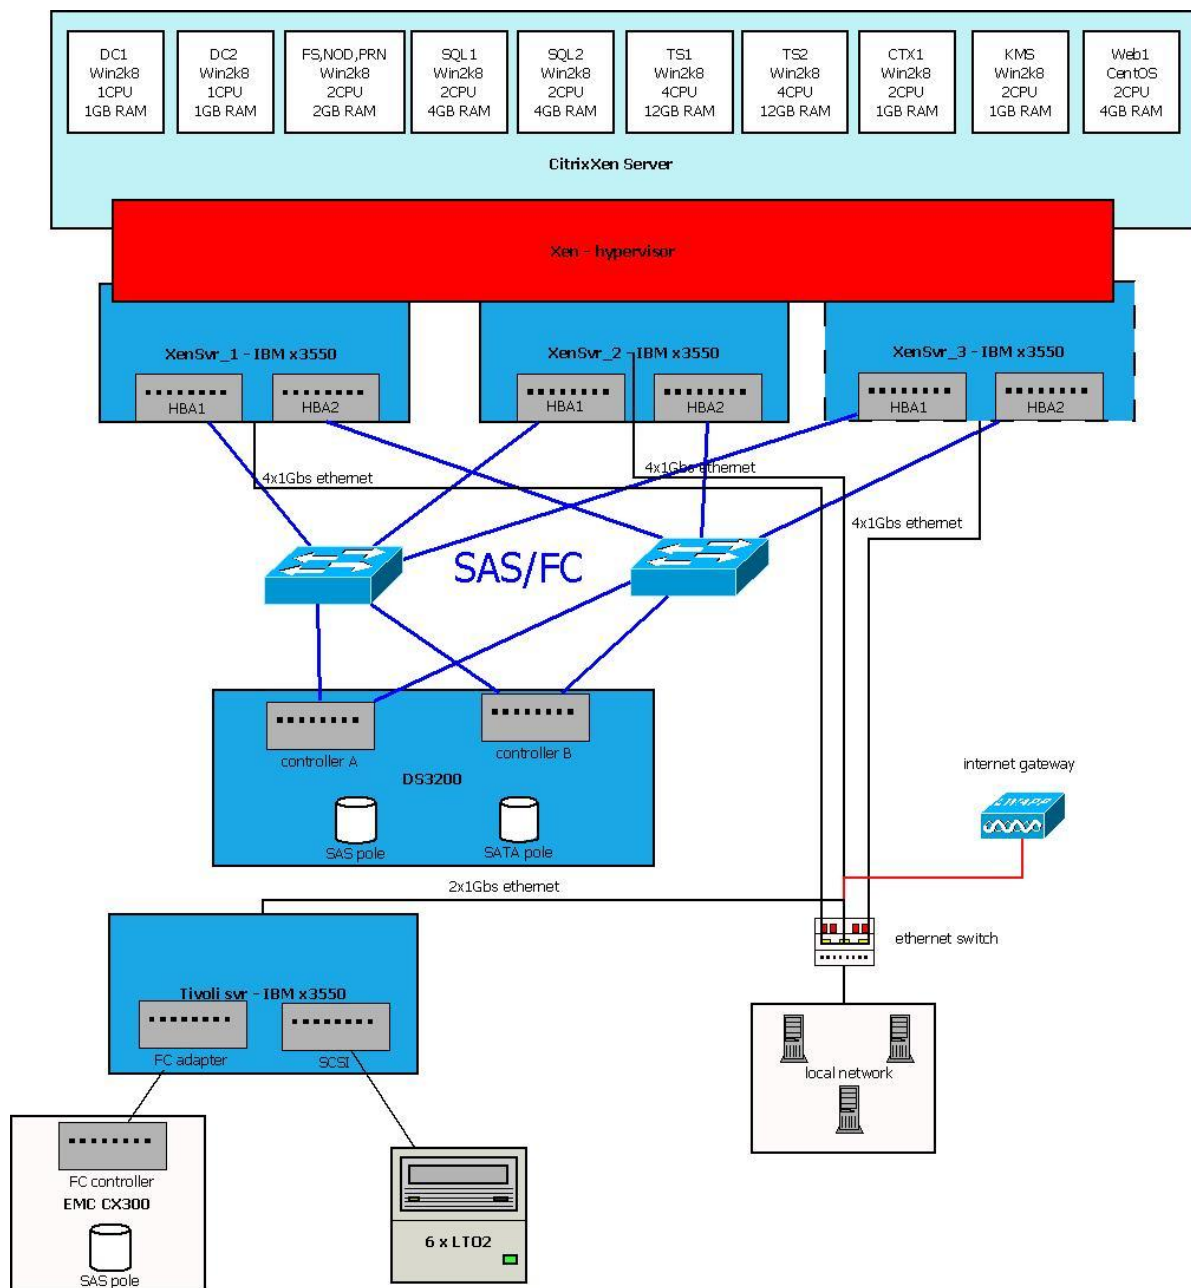 DC1
Win2k8
1CPU
1GB RAM
DC2
Win2k8
1CPU
1GB RAM
FS,NOD,PRN
Win2k8
2CPU
2GB RAM
SQL1
Win2k8
2CPU
4GB RAM
SQL2
Win2k8
2CPU
4GB RAM
TS1
Win2k8
4CPU
12GB RAM
TS2
Win2k8
4CPU
12GB RAM
CTX1
Win2k8
2CPU
1GB RAM
KMS
Win2k8
2CPU
1GB RAM
Web1
CentOS
2CPU
4GB RAM
CitrixXen Server
Xen - hypervisor
XenSvr_1 - IBM x3550
HBA1
HBA2
XenSvr_2 - IBM x3550
HBA1
HBA2
XenSvr_3 - IBM x3550
HBA1
HBA2
4x1Gbs ethernet
4x1Gbs ethernet
4x1Gbs ethernet
SAS/FC
controller A
controller B
DS3200
SAS pole
SATA pole
internet gateway
LWAPP
2x1Gbs ethernet
ethernet switch
Tivoli svr - IBM x3550
FC adapter
SCSI
local network
FC controller
EMC CX300
SAS pole
6 x LTO2